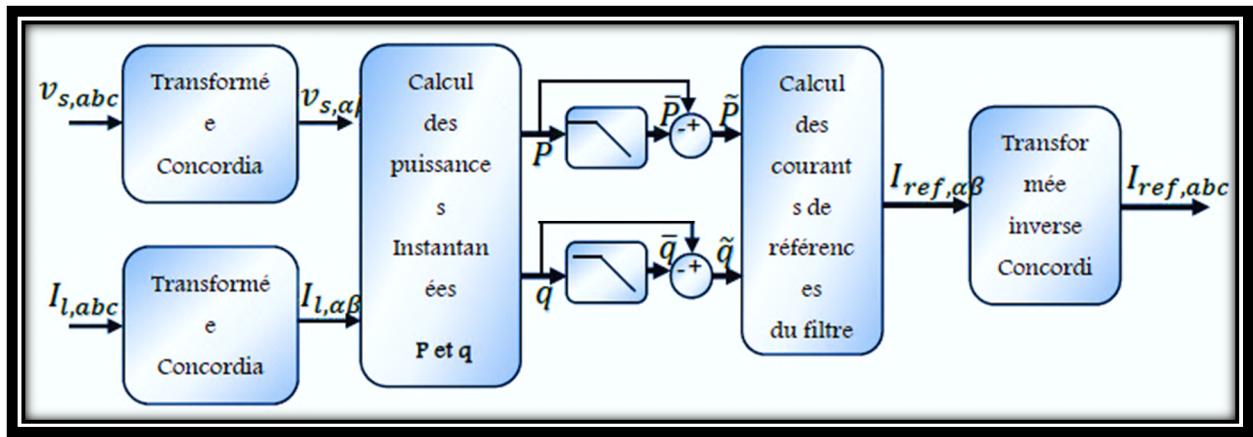 v_{s,abc}
Transformé
e
Concordia
v_{s,αβ
I_{l,abc}
Transformé
e
Concordia
I_{l,αβ}
Calcul
des
puissance
s
Instantan
ées
P et q
P
P̄
- +
P̃
q
q̄
- +
q̃
Calcul
des
courant
s de
référenc
es
du filtre
I_{ref,αβ}
Transfor
mée
inverse
Concordi
I_{ref,abc}